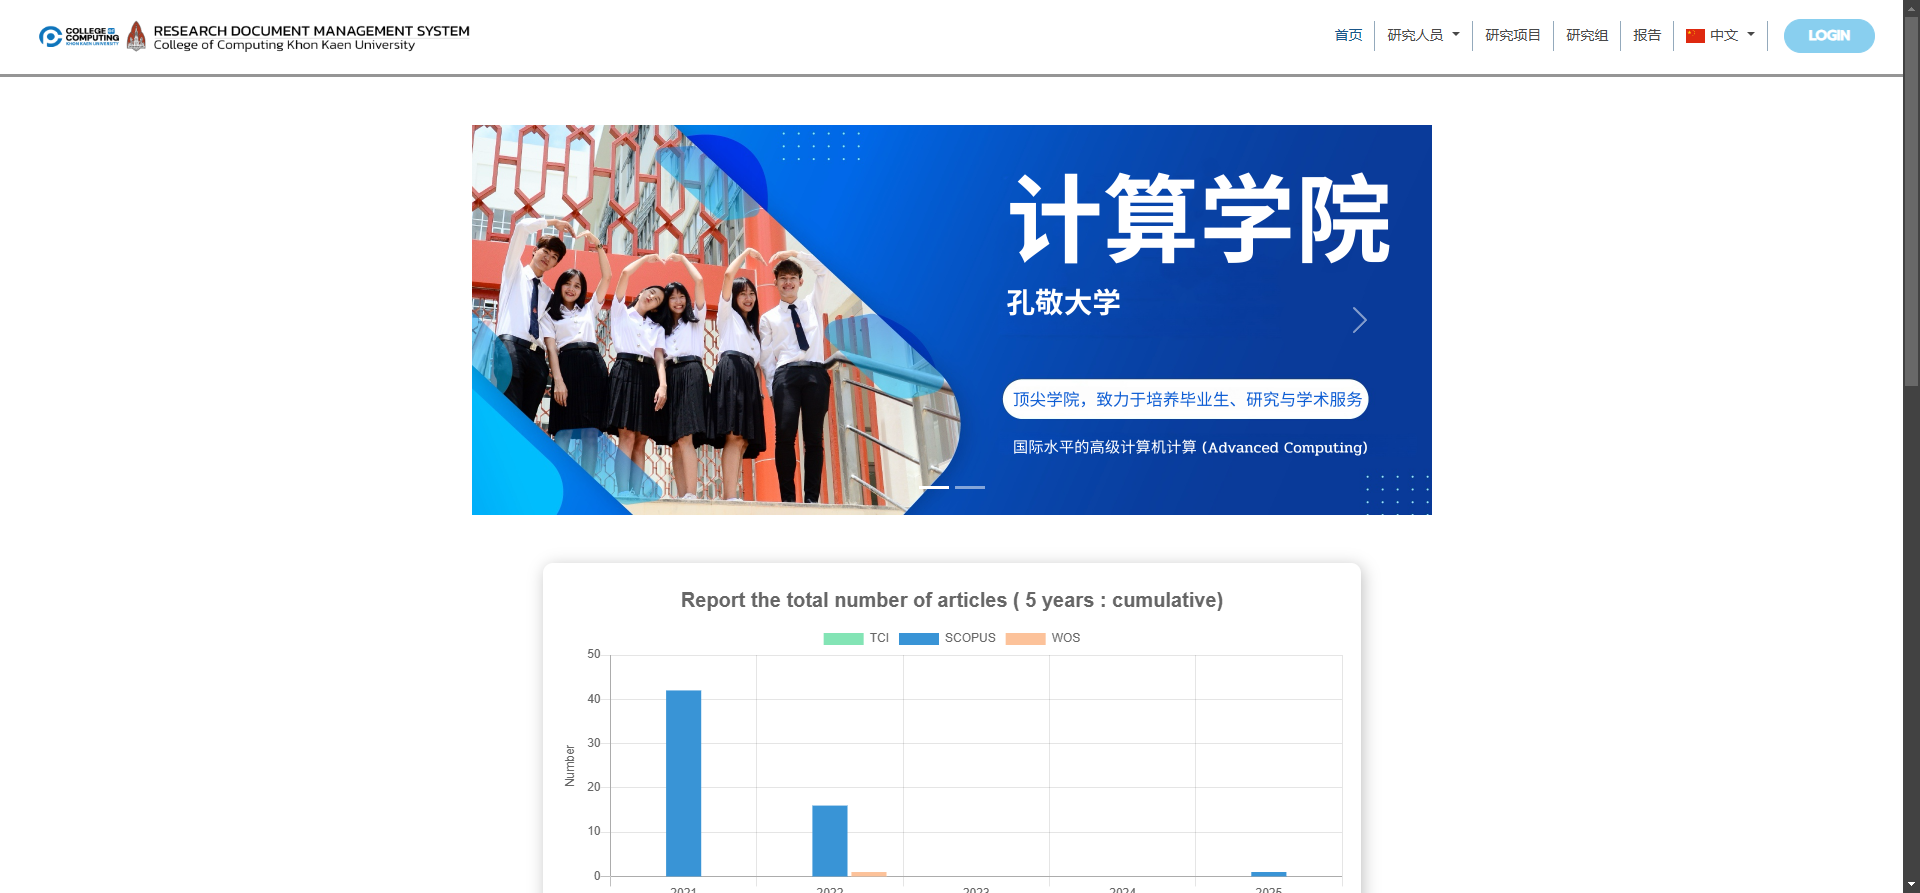 COLLEGE OF
COMPUTING
KHON KAEN UNIVERSITY
RESEARCH DOCUMENT MANAGEMENT SYSTEM
College of Computing Khon Kaen University
首页
研究人员
研究项目
研究组
报告
中文
LOGIN
计算学院
孔敬大学
顶尖学院，致力于培养毕业生、研究与学术服务
国际水平的高级计算机计算 (Advanced Computing)
Report the total number of articles ( 5 years : cumulative)
TCI SCOPUS WOS
50
40
30
20
10
0
Number
2021 2022 2023 2024 2025